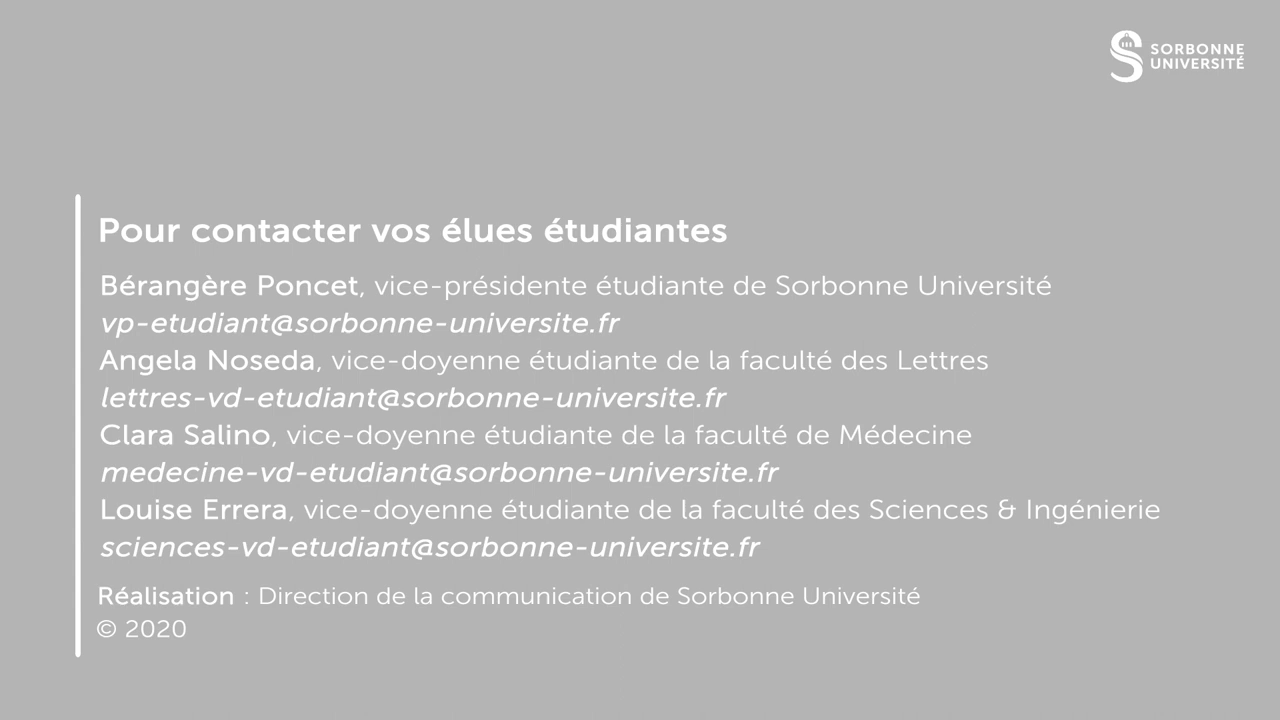 SORBONNE
UNIVERSITÉ
Pour contacter vos élues étudiantes
Bérangère Poncet, vice-présidente étudiante de Sorbonne Université
vp-etudiant@sorbonne-universite.fr
Angela Noseda, vice-doyenne étudiante de la faculté des Lettres
lettres-vd-etudiant@sorbonne-universite.fr
Clara Salino, vice-doyenne étudiante de la faculté de Médecine
medecine-vd-etudiant@sorbonne-universite.fr
Louise Errera, vice-doyenne étudiante de la faculté des Sciences & Ingénierie
sciences-vd-etudiant@sorbonne-universite.fr
Réalisation : Direction de la communication de Sorbonne Université
© 2020